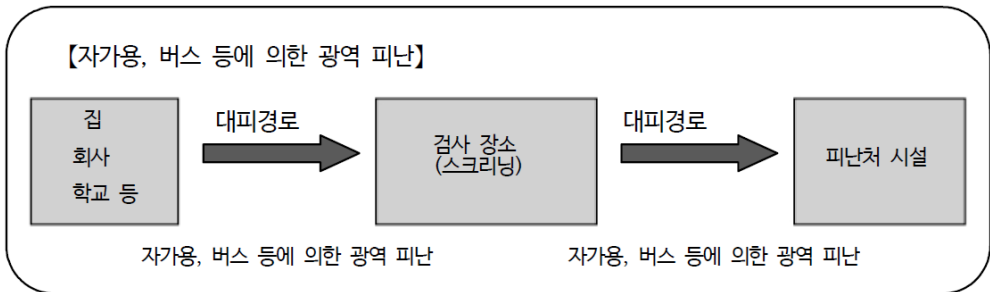 【자가용, 버스 등에 의한 광역 피난】
집
회사
학교 등
대피경로
검사 장소
(스크리닝)
대피경로
피난처 시설
자가용, 버스 등에 의한 광역 피난
자가용, 버스 등에 의한 광역 피난